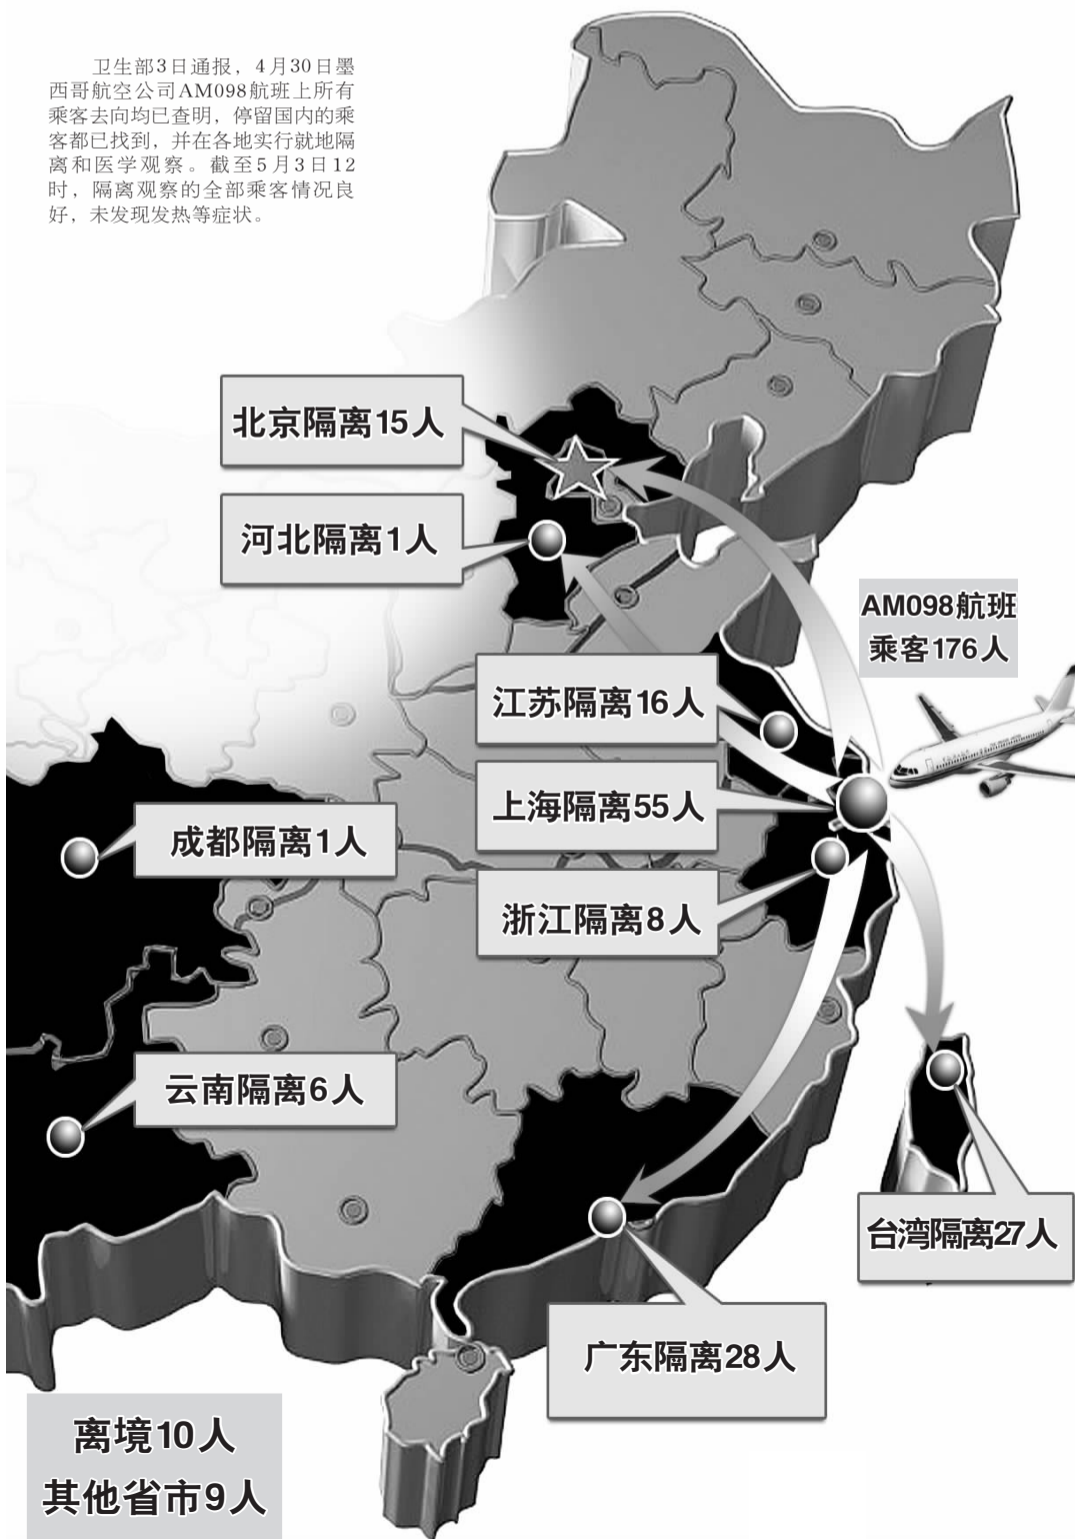 卫生部3日通报，4月30日墨
西哥航空公司AM098航班上所有
乘客去向均已查明，停留国内的乘
客都已找到，并在各地实行就地隔
离和医学观察。截至5月3日12
时，隔离观察的全部乘客情况良
好，未发现发热等症状。
北京隔离15人
河北隔离1人
AM098航班
乘客176人
江苏隔离16人
上海隔离55人
成都隔离1人
浙江隔离8人
云南隔离6人
台湾隔离27人
广东隔离28人
离境10人
其他省市9人